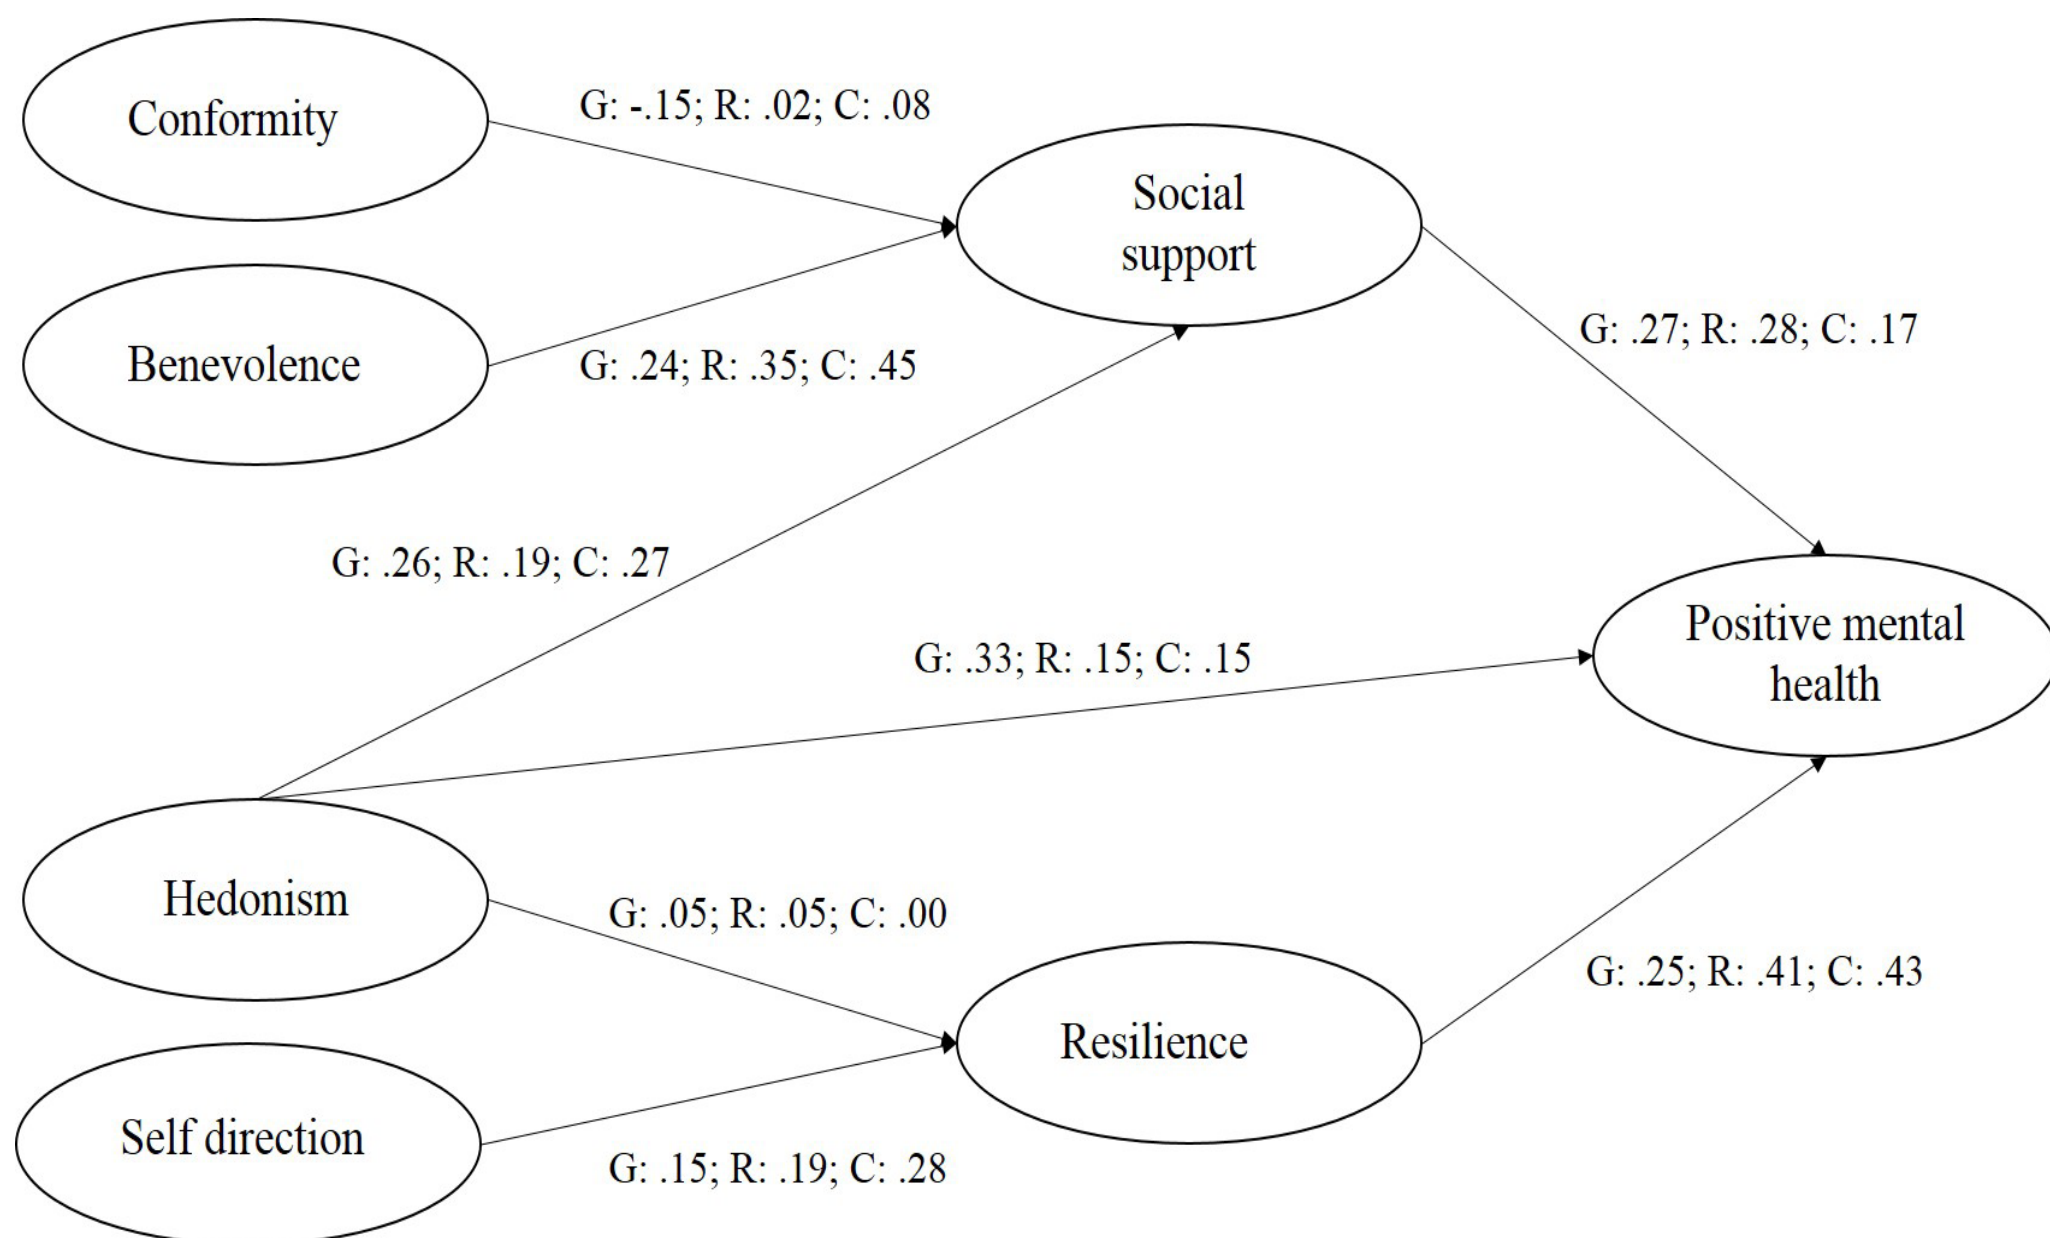 Conformity
G: -.15; R: .02; C: .08
Social
support
Benevolence
G: .24; R: .35; C: .45
G: .27; R: .28; C: .17
G: .26; R: .19; C: .27
G: .33; R: .15; C: .15
Positive mental
health
Hedonism
G: .05; R: .05; C: .00
Resilience
G: .25; R: .41; C: .43
Self direction
G: .15; R: .19; C: .28